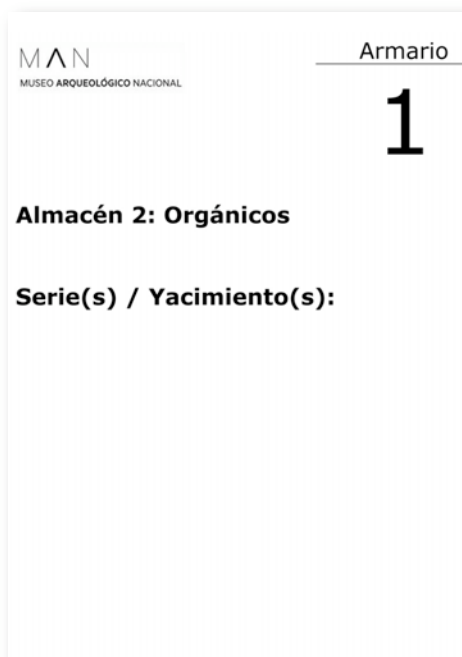 MAN
MUSEO ARQUEOLÓGICO NACIONAL
Armario
1
Almacén 2: Orgánicos
Serie(s) / Yacimiento(s):